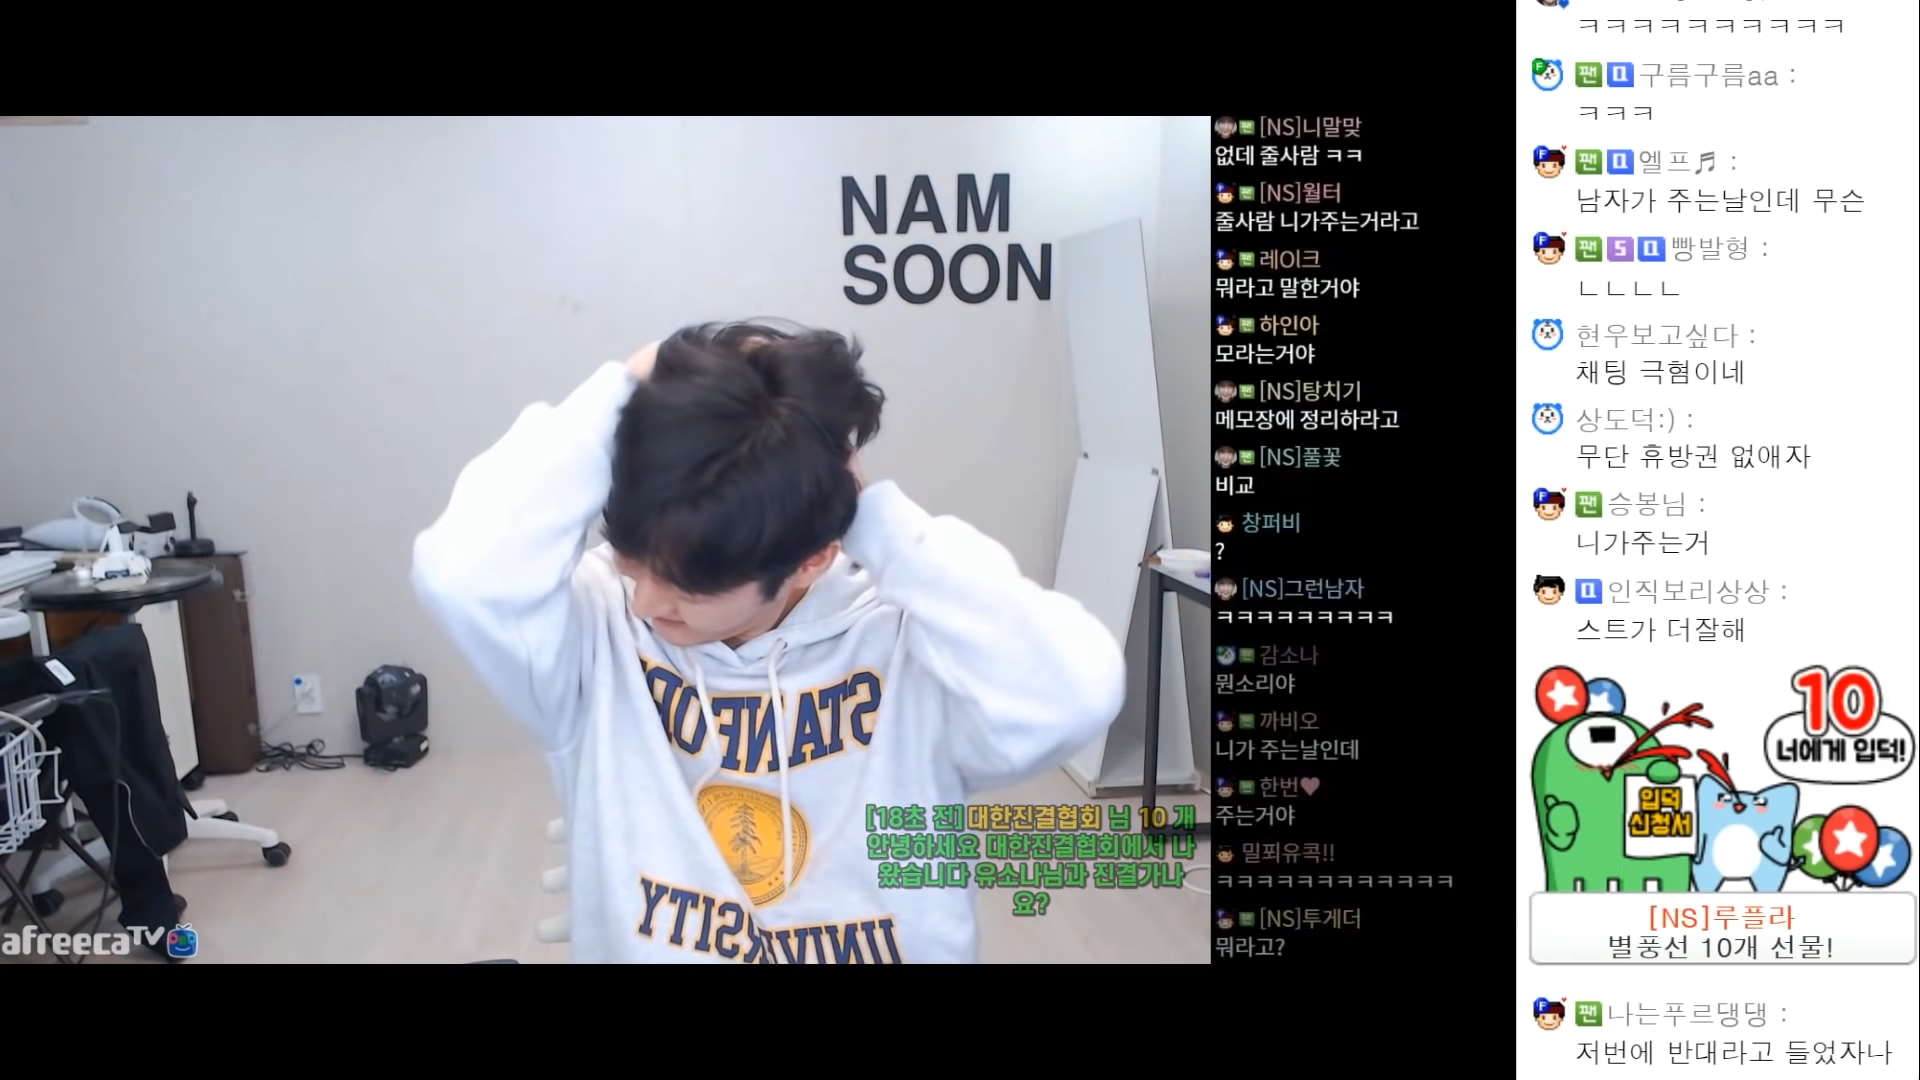 NAM
SOON
STANFORD
UNIVERSITY
[18초 전] 대한진결협회 님 10 개
안녕하세요 대한진결협회에서 나
왔습니다 유소나님과 진결가나
요?
afreecaTV
[NS]니말맞
없데 줄사람 ㅋㅋ
[NS]월터
줄사람 니가주는거라고
레이크
뭐라고 말한거야
하인아
모라는거야
[NS]탕치기
메모장에 정리하라고
[NS]풀꽃
비교
창퍼비
?
[NS]그런남자
ㅋㅋㅋㅋㅋㅋㅋㅋㅋ
감소나
뭔소리야
까비오
니가 주는날인데
한번♥
주는거야
밀푀유콕!!
ㅋㅋㅋㅋㅋㅋㅋㅋㅋㅋㅋㅋ
[NS]투게더
뭐라고?
ㅋㅋㅋㅋㅋㅋㅋㅋㅋㅋ
팬 구름구름aa :
ㅋㅋㅋ
팬 엘프♬ :
남자가 주는날인데 무슨
팬 S 빵발형 :
ㄴㄴㄴㄴ
현우보고싶다 :
채팅 극혐이네
상도덕:) :
무단 휴방권 없애자
팬 승봉님 :
니가주는거
인직보리상상 :
스트가 더잘해
10
너에게 입덕!
입덕
신청서
[NS]루플라
별풍선 10개 선물!
팬 나는푸르댕댕 :
저번에 반대라고 들었자나